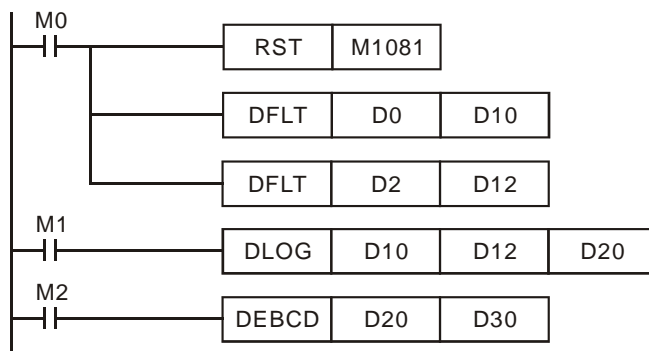 M0
RST M1081
DFLT D0 D10
DFLT D2 D12
M1
DLOG D10 D12 D20
M2
DEBCD D20 D30